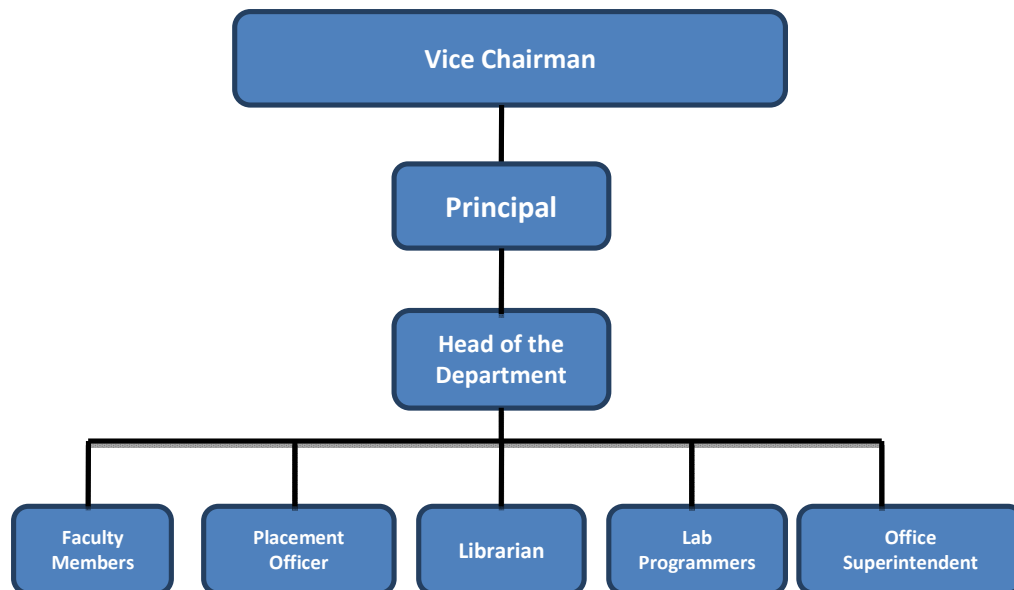 Vice Chairman
Principal
Head of the
Department
Faculty
Members
Placement
Officer
Librarian
Lab
Programmers
Office
Superintendent